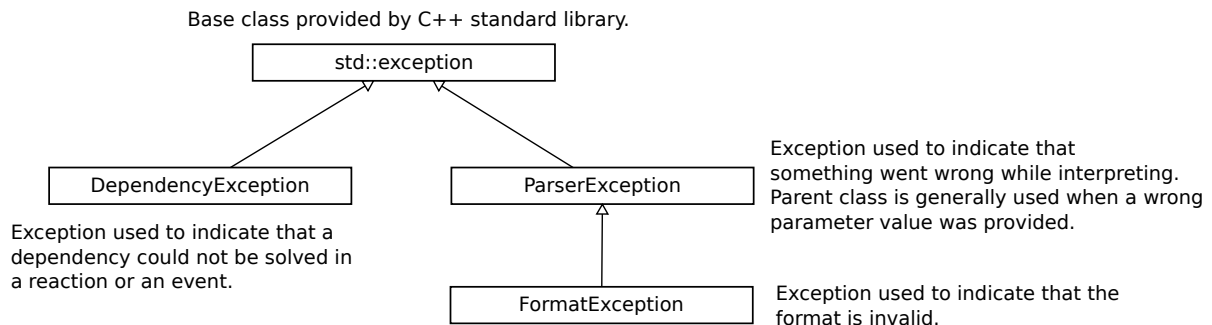 Base class provided by C++ standard library.
std::exception
DependencyException
ParserException
Exception used to indicate that
something went wrong while interpreting.
Parent class is generally used when a wrong
parameter value was provided.
Exception used to indicate that a
dependency could not be solved in
a reaction or an event.
FormatException
Exception used to indicate that the
format is invalid.